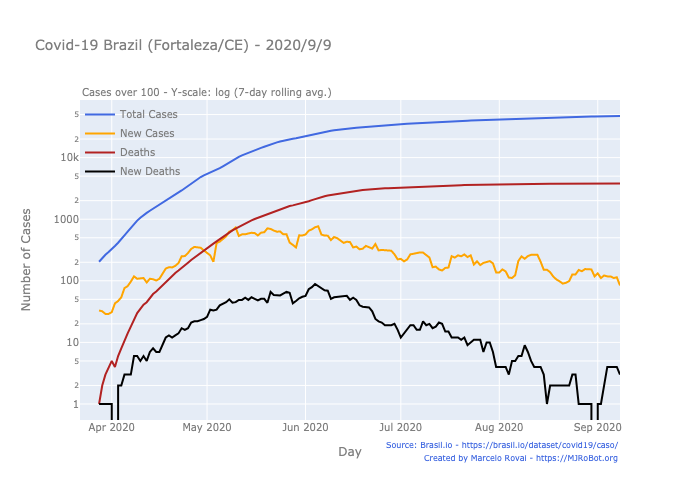 Covid-19 Brazil (Fortaleza/CE) - 2020/9/9
Cases over 100 - Y-scale: log (7-day rolling avg.)
Total Cases
New Cases
Deaths
New Deaths
5
2
10k
5
2
1000
5
2
100
5
2
10
5
2
1
Number of Cases
Apr 2020
May 2020
Jun 2020
Jul 2020
Aug 2020
Sep 2020
Day
Source: Brasil.io - https://brasil.io/dataset/covid19/caso/
Created by Marcelo Rovai - https://MJRoBot.org